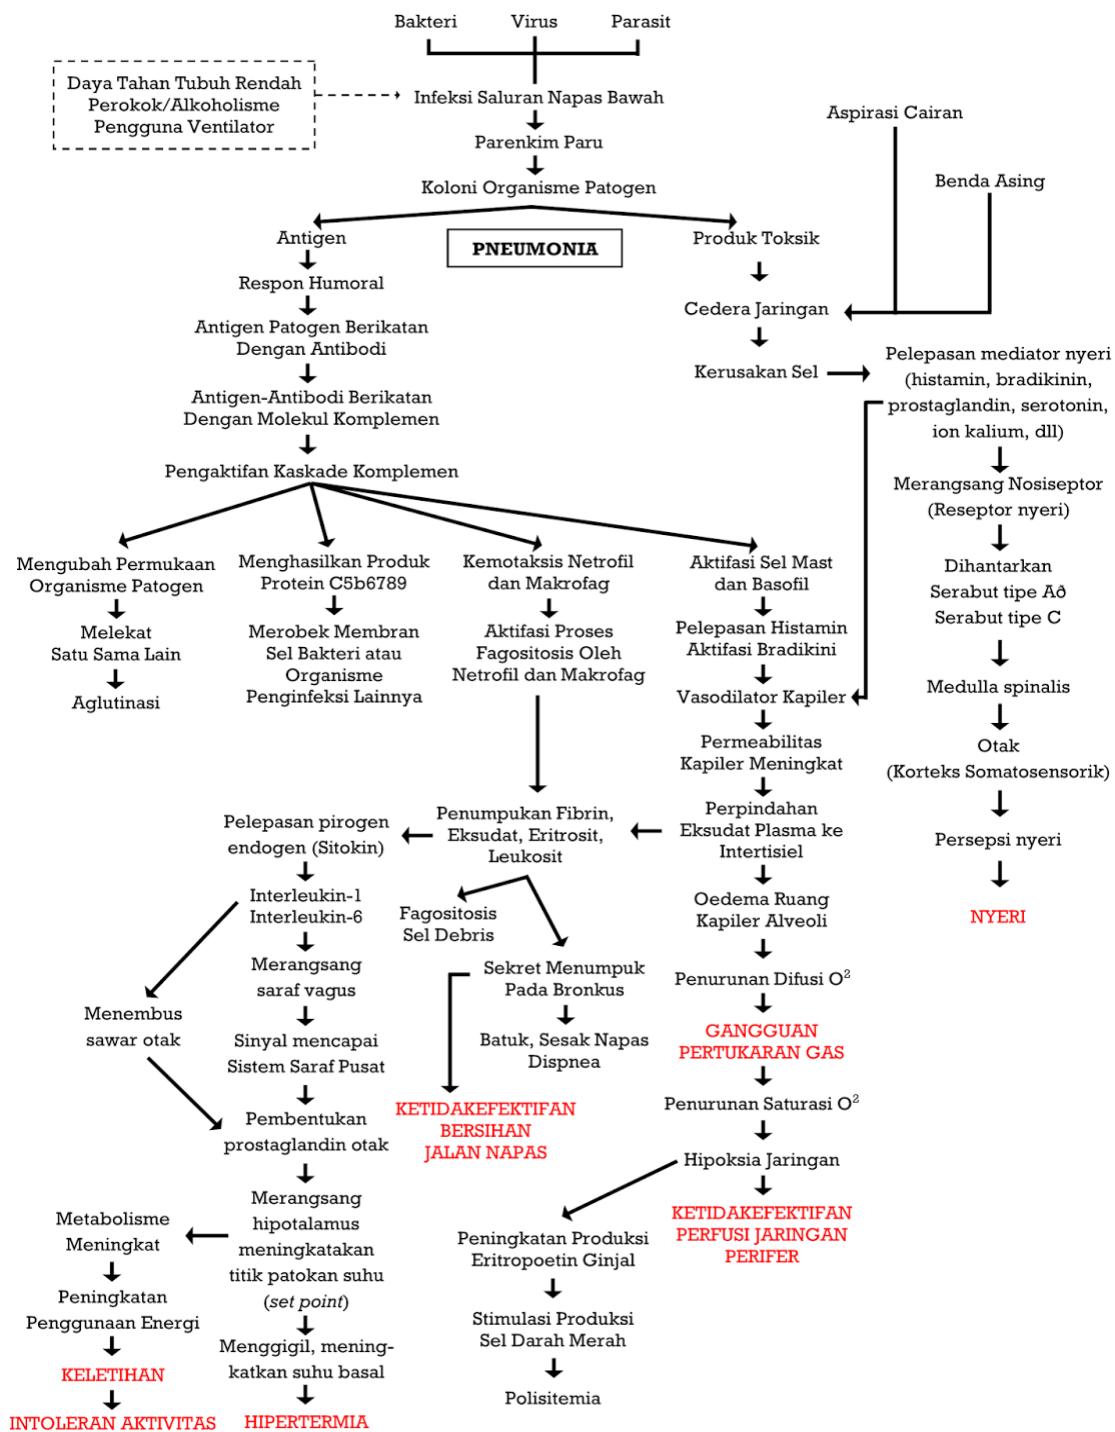 Bakteri
Virus
Parasit
Daya Tahan Tubuh Rendah
Perokok/Alkoholisme
Pengguna Ventilator
Infeksi Saluran Napas Bawah
Aspirasi Cairan
Parenkim Paru
Benda Asing
Koloni Organisme Patogen
Antigen
PNEUMONIA
Produk Toksik
Respon Humoral
Cedera Jaringan
Antigen Patogen Berikatan
Dengan Antibodi
Kerusakan Sel
Pelepasan mediator nyeri
(histamin, bradikinin,
prostaglandin, serotonin,
ion kalium, dll)
Antigen-Antibodi Berikatan
Dengan Molekul Komplemen
Pengaktifan Kaskade Komplemen
Merangsang Nosiseptor
(Reseptor nyeri)
Mengubah Permukaan
Organisme Patogen
Menghasilkan Produk
Protein C5b6789
Kemotaksis Netrofil
dan Makrofag
Aktifasi Sel Mast
dan Basofil
Dihantarkan
Serabut tipe Að
Serabut tipe C
Melekat
Satu Sama Lain
Merobek Membran
Sel Bakteri atau
Organisme
Penginfeksi Lainnya
Aktifasi Proses
Fagositosis Oleh
Netrofil dan Makrofag
Pelepasan Histamin
Aktifasi Bradikini
Aglutinasi
Vasodilator Kapiler
Medulla spinalis
Permeabilitas
Kapiler Meningkat
Otak
(Korteks Somatosensorik)
Pelepasan pirogen
endogen (Sitokin)
Penumpukan Fibrin,
Eksudat, Eritrosit,
Leukosit
Perpindahan
Eksudat Plasma ke
Intertisiel
Persepsi nyeri
Interleukin-1
Interleukin-6
Fagositosis
Sel Debris
Oedema Ruang
Kapiler Alveoli
NYERI
Merangsang
saraf vagus
Sekret Menumpuk
Pada Bronkus
Penurunan Difusi O²
Menembus
sawar otak
Sinyal mencapai
Sistem Saraf Pusat
Batuk, Sesak Napas
Dispnea
GANGGUAN
PERTUKARAN GAS
Pembentukan
prostaglandin otak
KETIDAKEFEKTIFAN
BERSIHAN
JALAN NAPAS
Penurunan Saturasi O²
Hipoksia Jaringan
Metabolisme
Meningkat
Merangsang
hipotalamus
meningkatakan
titik patokan suhu
(set point)
Peningkatan Produksi
Eritropoetin Ginjal
KETIDAKEFEKTIFAN
PERFUSI JARINGAN
PERIFER
Peningkatan
Penggunaan Energi
Menggigil, mening-
katkan suhu basal
Stimulasi Produksi
Sel Darah Merah
KELETIHAN
Polisitemia
INTOLERAN AKTIVITAS
HIPERTERMIA